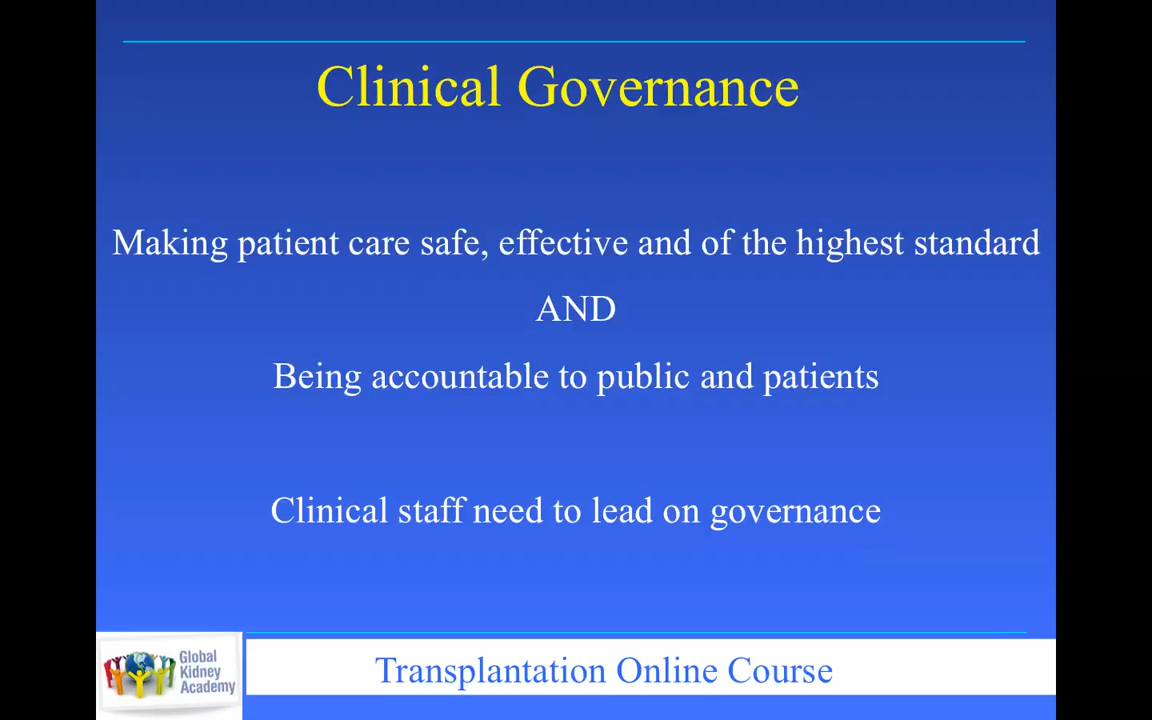 Clinical Governance
Making patient care safe, effective and of the highest standard
AND
Being accountable to public and patients
Clinical staff need to lead on governance
Global
Kidney
Academy
Transplantation Online Course